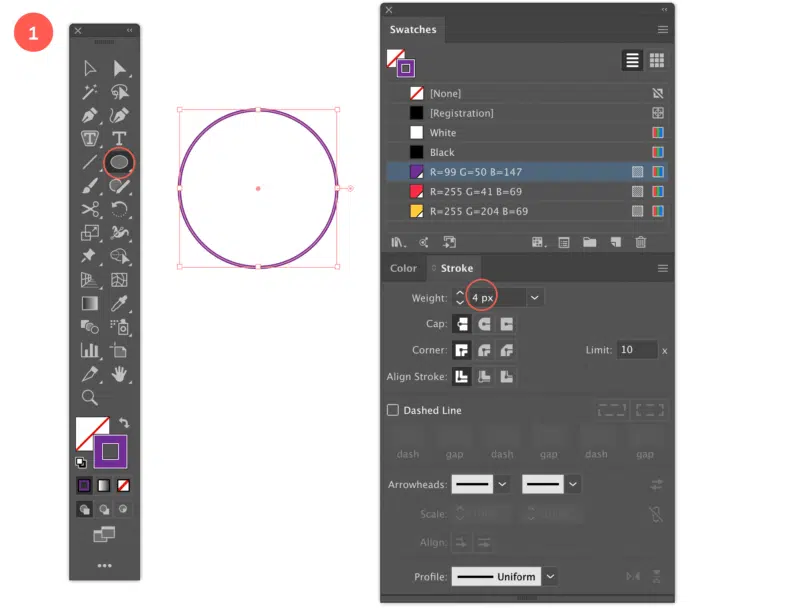 1
Swatches
[None]
[Registration]
White
Black
R=99 G=50 B=147
R=255 G=41 B=69
R=255 G=204 B=69
Color
Stroke
Weight: 4 px
Cap:
Corner: Limit: 10 x
Align Stroke:
Dashed Line
dash gap dash gap dash gap
Arrowheads:
Scale:
Align:
Profile: Uniform